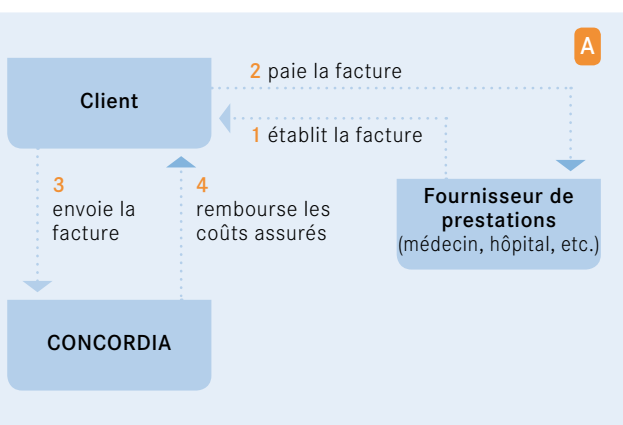 A
Client
2 paie la facture
1 établit la facture
3
envoie la
facture
4
rembourse les
coûts assurés
Fournisseur de
prestations
(médecin, hôpital, etc.)
CONCORDIA